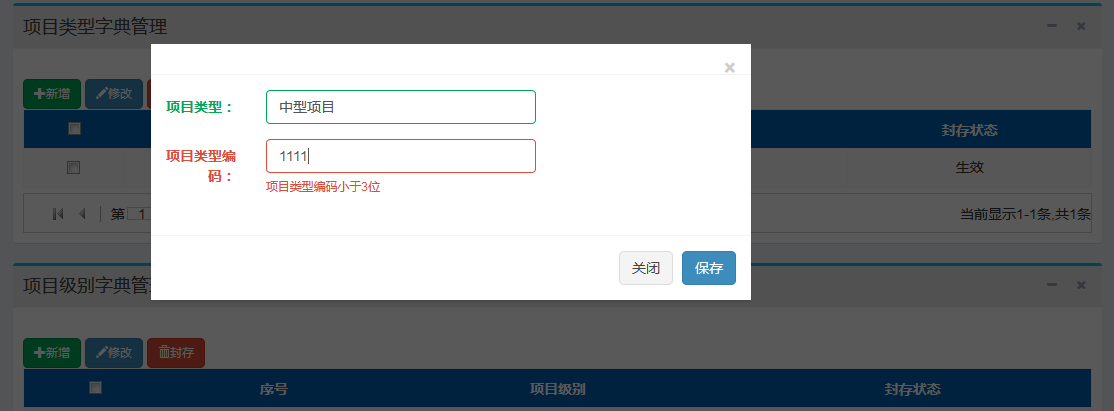 项目类型字典管理
新增
修改
项目类型：
中型项目
封存状态
项目类型编
码：
1111
项目类型编码小于3位
生效
第 1
当前显示1-1条,共1条
关闭
保存
项目级别字典管
新增
修改
封存
序号
项目级别
封存状态